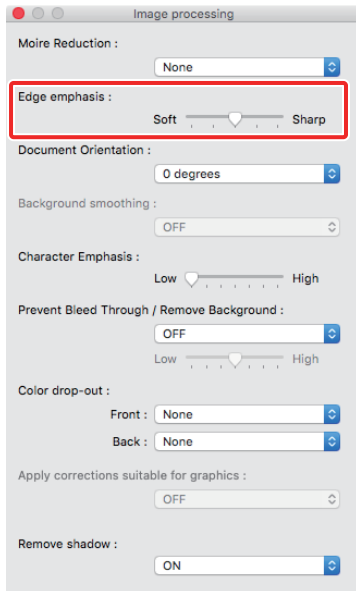 Image processing
Moire Reduction :
None
Edge emphasis :
Soft Sharp
Document Orientation :
0 degrees
Background smoothing :
OFF
Character Emphasis :
Low High
Prevent Bleed Through / Remove Background :
OFF
Low High
Color drop-out :
Front : None
Back : None
Apply corrections suitable for graphics :
OFF
Remove shadow :
ON